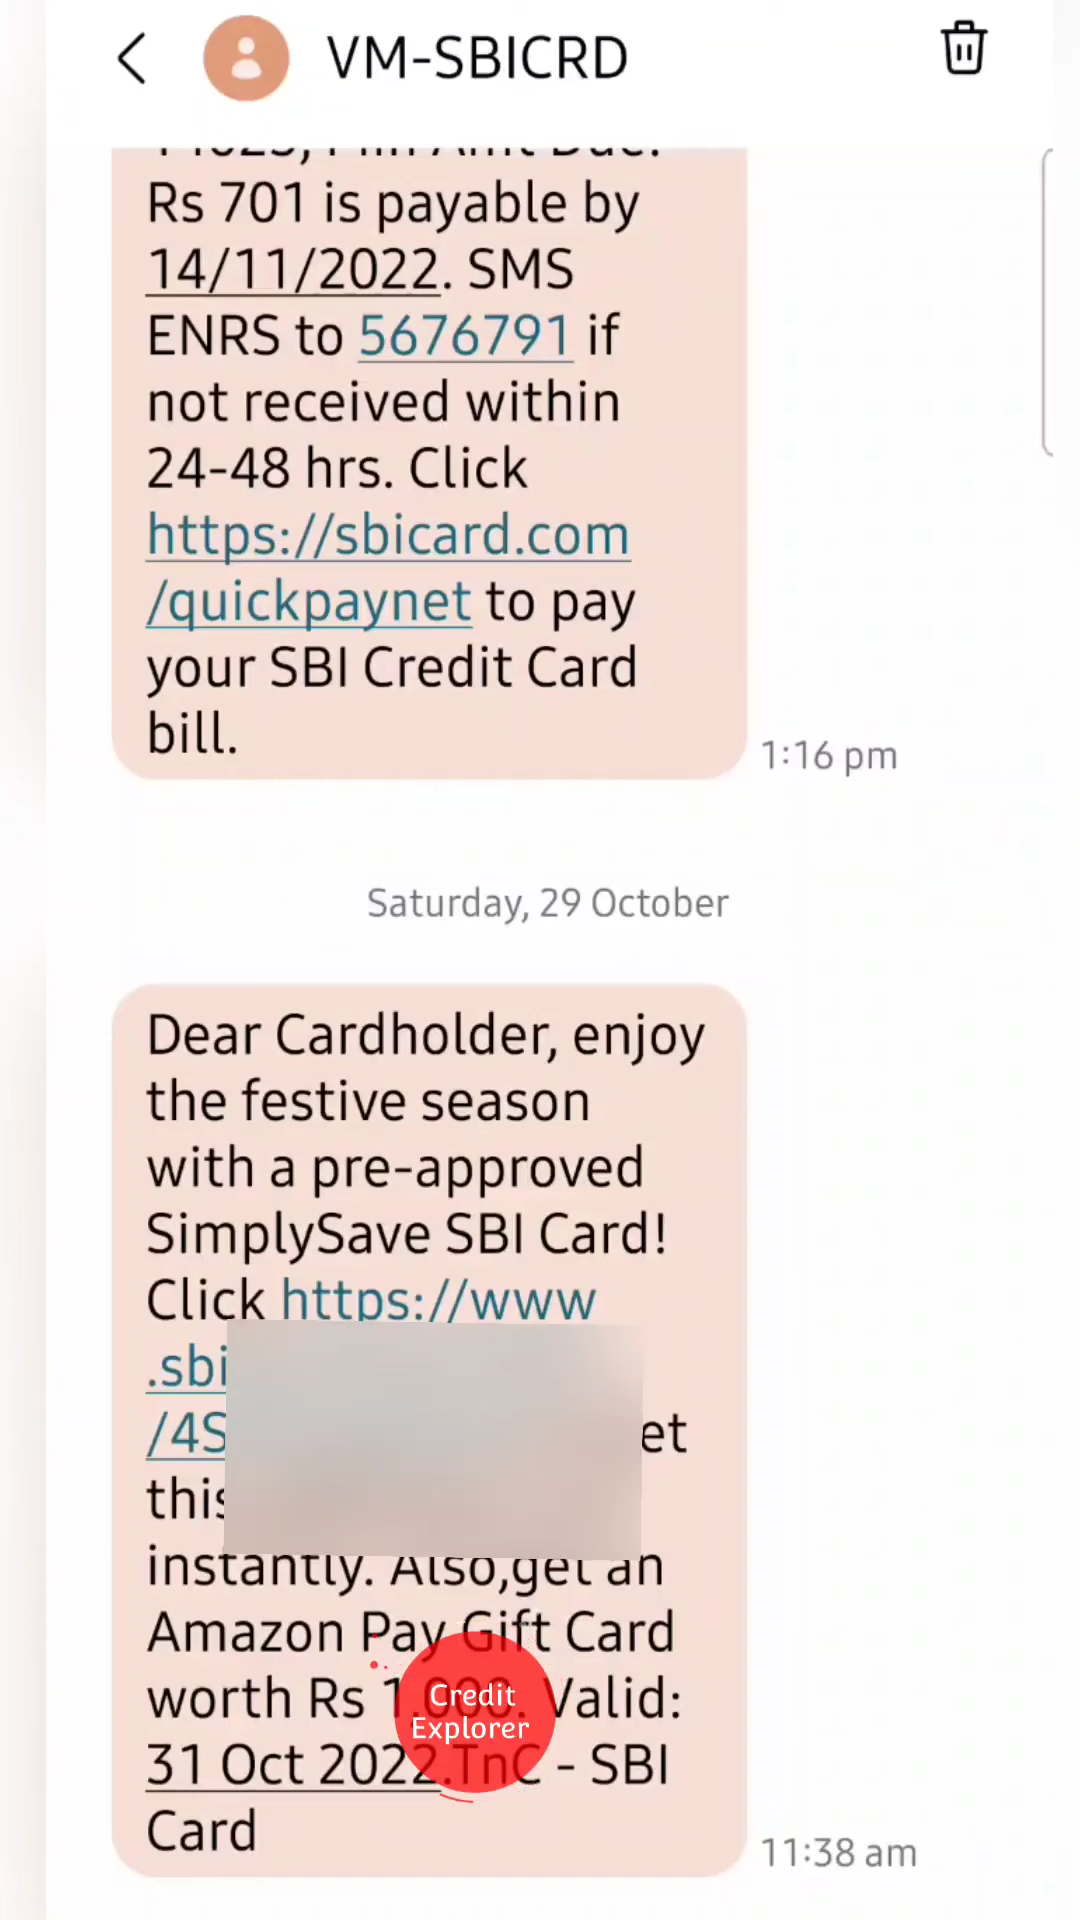 VM-SBICRD
Rs 701 is payable by
14/11/2022. SMS
ENRS to 5676791 if
not received within
24-48 hrs. Click
https://sbicard.com
/quickpaynet to pay
your SBI Credit Card
bill.
1:16 pm
Saturday, 29 October
Dear Cardholder, enjoy
the festive season
with a pre-approved
SimplySave SBI Card!
Click https://www
.sbi
/4S et
this
instantly. Also,get an
Amazon Pay Gift Card
worth Rs 1,000. Valid:
31 Oct 2022.TnC - SBI
Card
11:38 am
Credit
Explorer